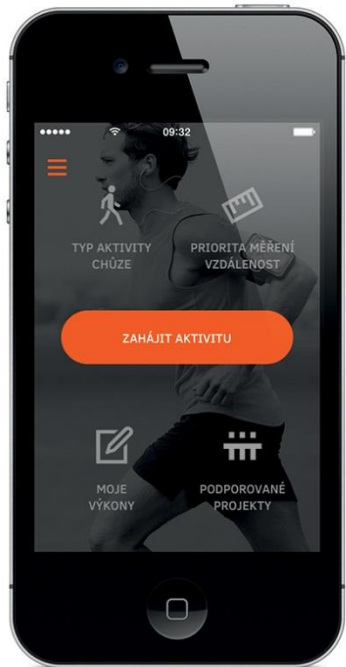 09:32
TYP AKTIVITY
CHŮZE
PRIORITA MĚŘENÍ
VZDÁLENOST
ZAHÁJIT AKTIVITU
MOJE
VÝKONY
PODPOROVANÉ
PROJEKTY